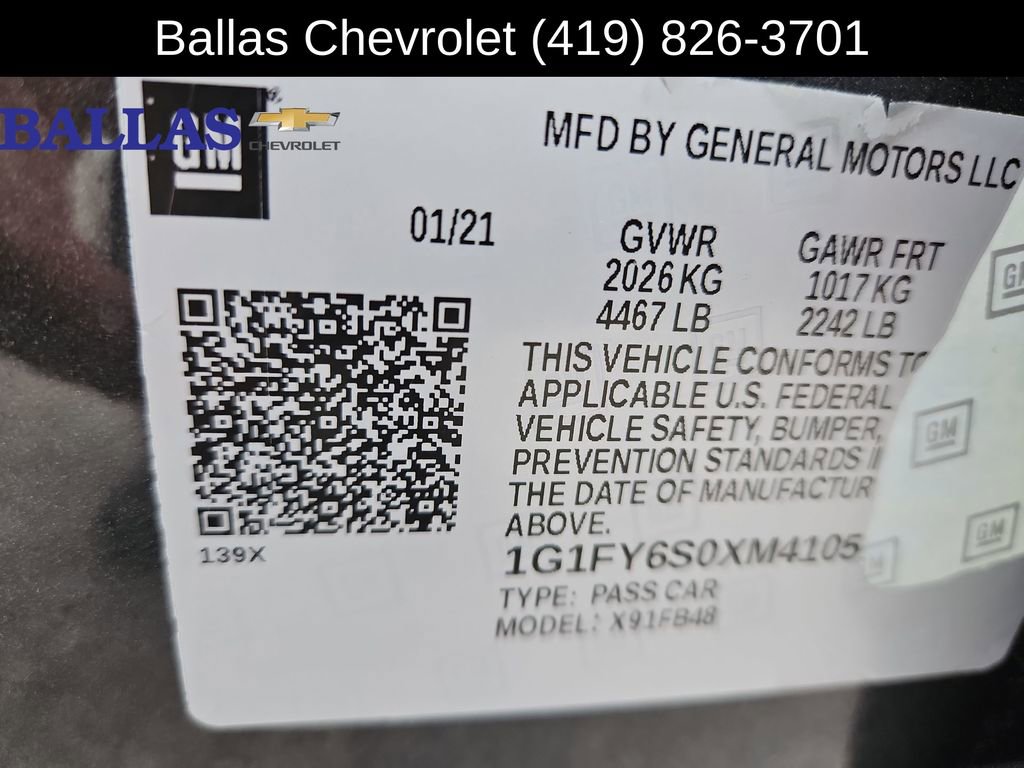 Ballas Chevrolet (419) 826-3701
BALLAS
CHEVROLET
GM
MFD BY GENERAL MOTORS LLC
01/21
GVWR
2026 KG
4467 LB
GAWR FRT
1017 KG
2242 LB
GM
THIS VEHICLE CONFORMS TO
APPLICABLE U.S. FEDERAL
VEHICLE SAFETY, BUMPER,
PREVENTION STANDARDS
THE DATE OF MANUFACTUR
ABOVE.
GM
GM
139X
1G1FY6S0XM4105
TYPE: PASS CAR
MODEL: X91FB48